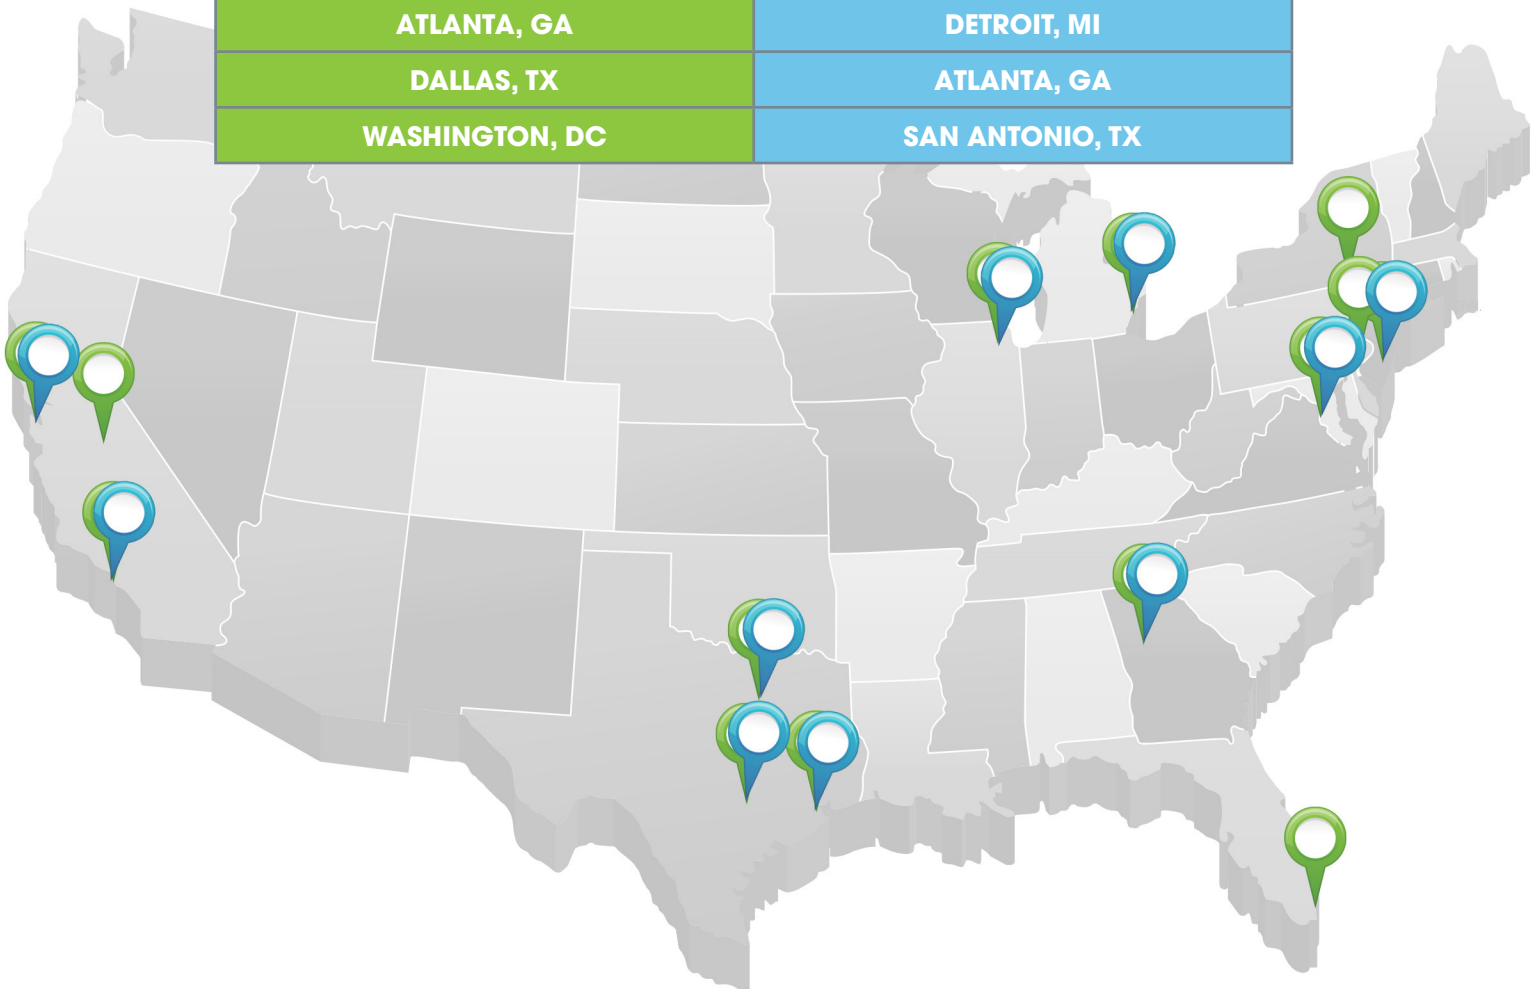 ATLANTA, GA
DETROIT, MI
DALLAS, TX
ATLANTA, GA
WASHINGTON, DC
SAN ANTONIO, TX